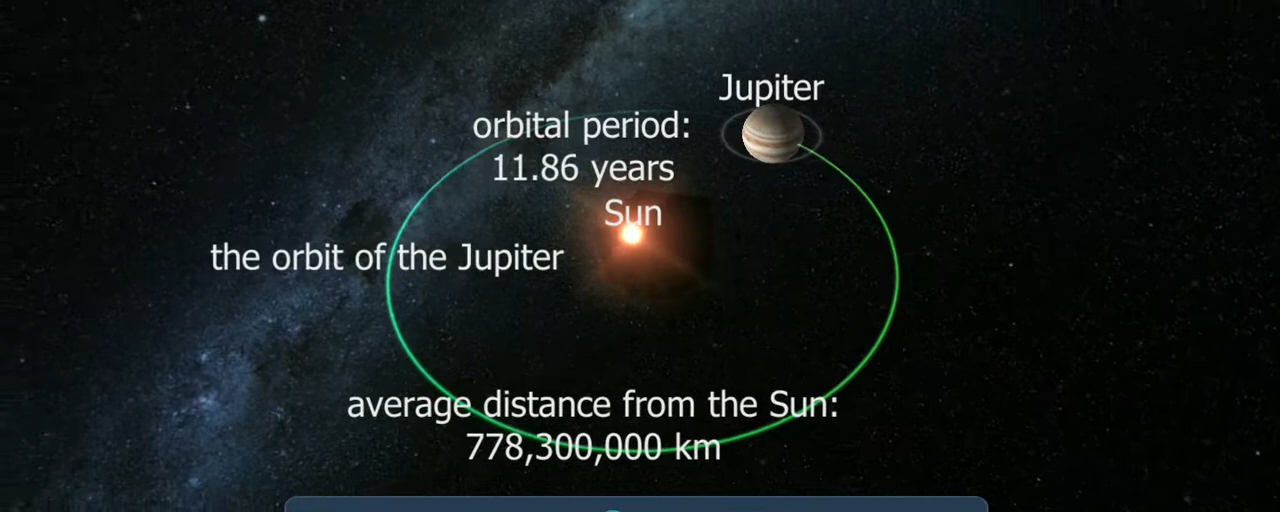 Jupiter
orbital period:
11.86 years
Sun
the orbit of the Jupiter
average distance from the Sun:
778,300,000 km